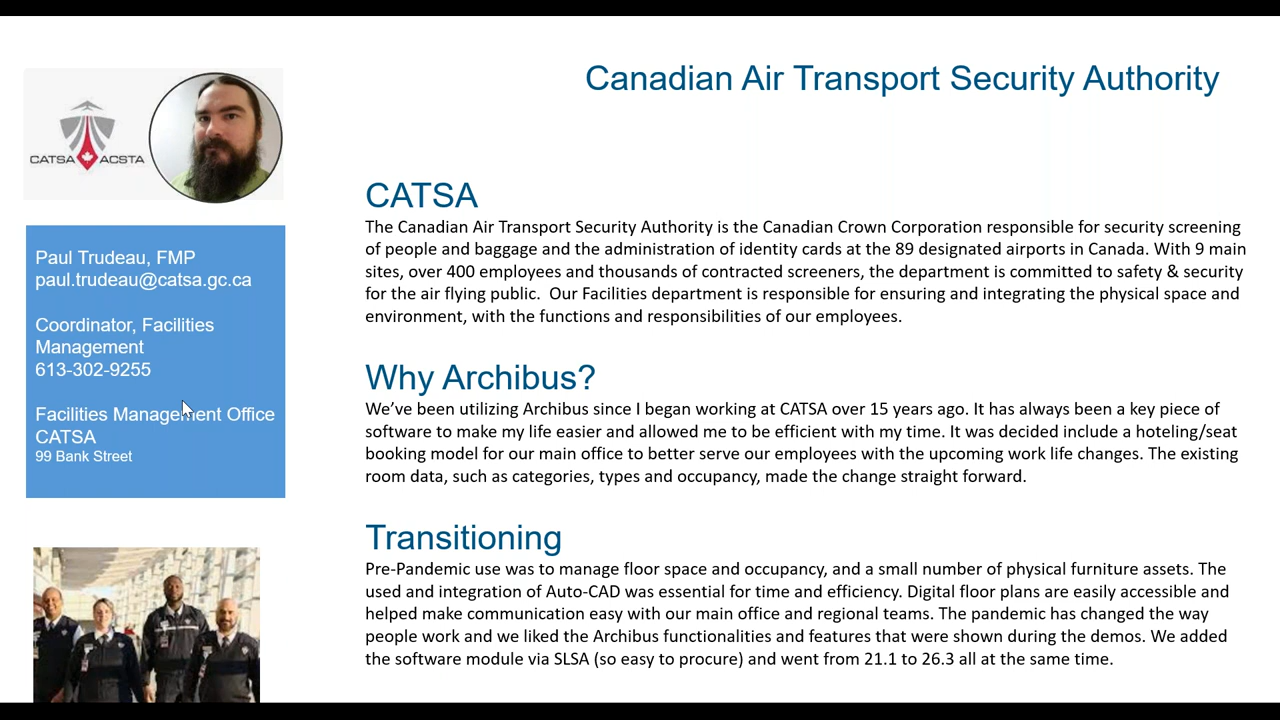 Canadian Air Transport Security Authority
CATSA ACSTA
Paul Trudeau, FMP
paul.trudeau@catsa.gc.ca
Coordinator, Facilities
Management
613-302-9255
Facilities Management Office
CATSA
99 Bank Street
CATSA
The Canadian Air Transport Security Authority is the Canadian Crown Corporation responsible for security screening
of people and baggage and the administration of identity cards at the 89 designated airports in Canada. With 9 main
sites, over 400 employees and thousands of contracted screeners, the department is committed to safety & security
for the air flying public.  Our Facilities department is responsible for ensuring and integrating the physical space and
environment, with the functions and responsibilities of our employees.
Why Archibus?
We’ve been utilizing Archibus since I began working at CATSA over 15 years ago. It has always been a key piece of
software to make my life easier and allowed me to be efficient with my time. It was decided include a hoteling/seat
booking model for our main office to better serve our employees with the upcoming work life changes. The existing
room data, such as categories, types and occupancy, made the change straight forward.
Transitioning
Pre-Pandemic use was to manage floor space and occupancy, and a small number of physical furniture assets. The
used and integration of Auto-CAD was essential for time and efficiency. Digital floor plans are easily accessible and
helped make communication easy with our main office and regional teams. The pandemic has changed the way
people work and we liked the Archibus functionalities and features that were shown during the demos. We added
the software module via SLSA (so easy to procure) and went from 21.1 to 26.3 all at the same time.